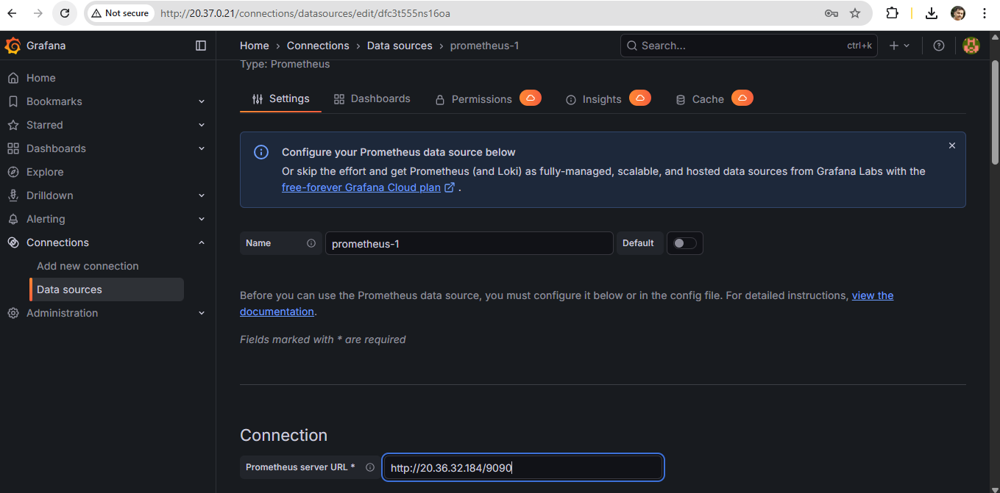 Not secure http://20.37.0.21/connections/datasources/edit/dfc3t555ns16oa
Grafana
Home › Connections › Data sources › prometheus-1
Search...
ctrl+k
Type: Prometheus
Home
Bookmarks
Starred
Dashboards
Explore
Drilldown
Alerting
Connections
Add new connection
Data sources
Administration
Settings
Dashboards
Permissions
Insights
Cache
Configure your Prometheus data source below
Or skip the effort and get Prometheus (and Loki) as fully-managed, scalable, and hosted data sources from Grafana Labs with the
free-forever Grafana Cloud plan .
Name
prometheus-1
Default
Before you can use the Prometheus data source, you must configure it below or in the config file. For detailed instructions, view the
documentation.
Fields marked with * are required
Connection
Prometheus server URL *
http://20.36.32.184/9090